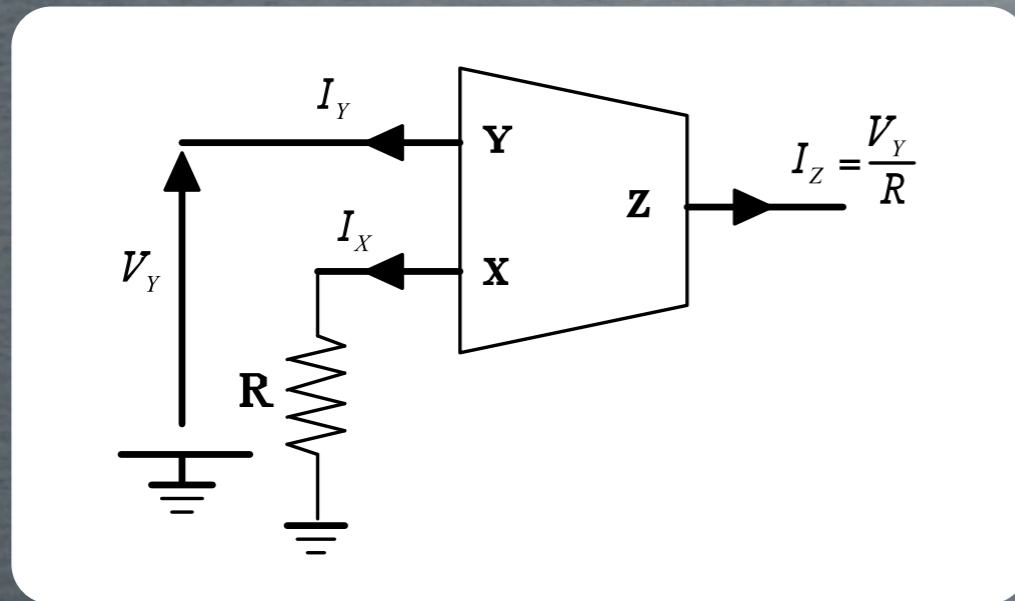 I_Y
Y
I_Z = V_Y / R
Z
I_X
X
V_Y
R